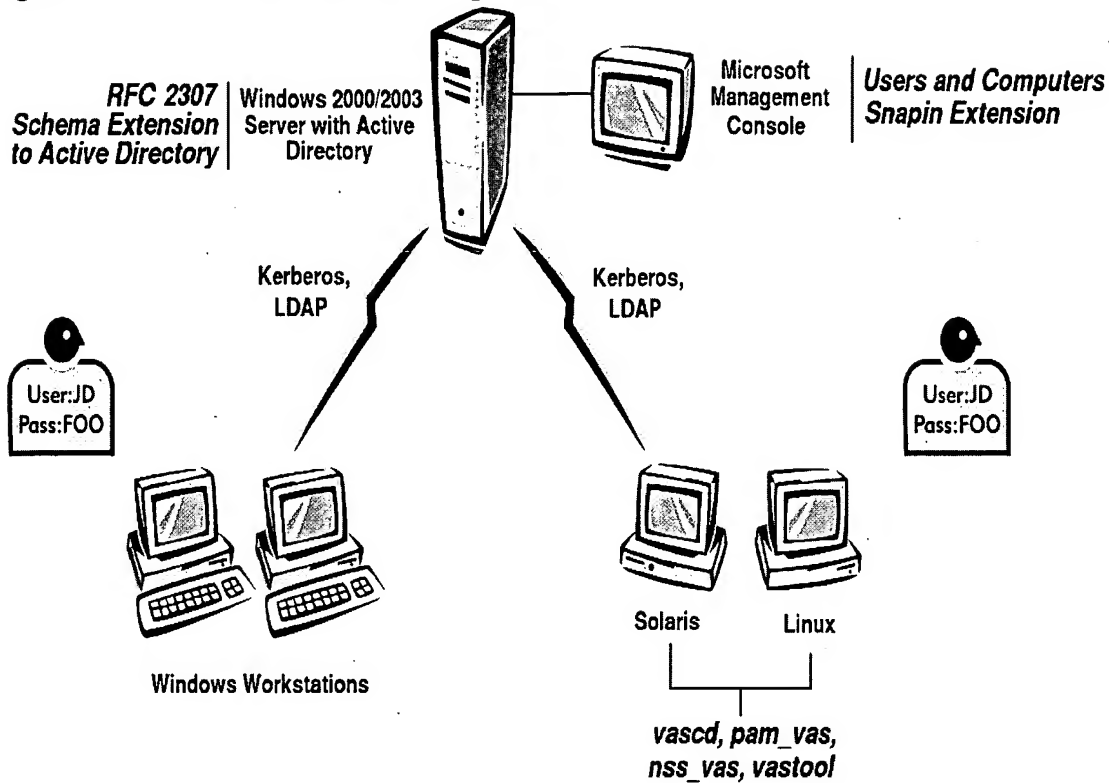 RFC 2307
Schema Extension
to Active Directory
Windows 2000/2003
Server with Active
Directory
Microsoft
Management
Console
Users and Computers
Snapin Extension
Kerberos,
LDAP
Kerberos,
LDAP
User:JD
Pass:FOO
User:JD
Pass:FOO
Solaris
Linux
Windows Workstations
vascd, pam_vas,
nss_vas, vastool